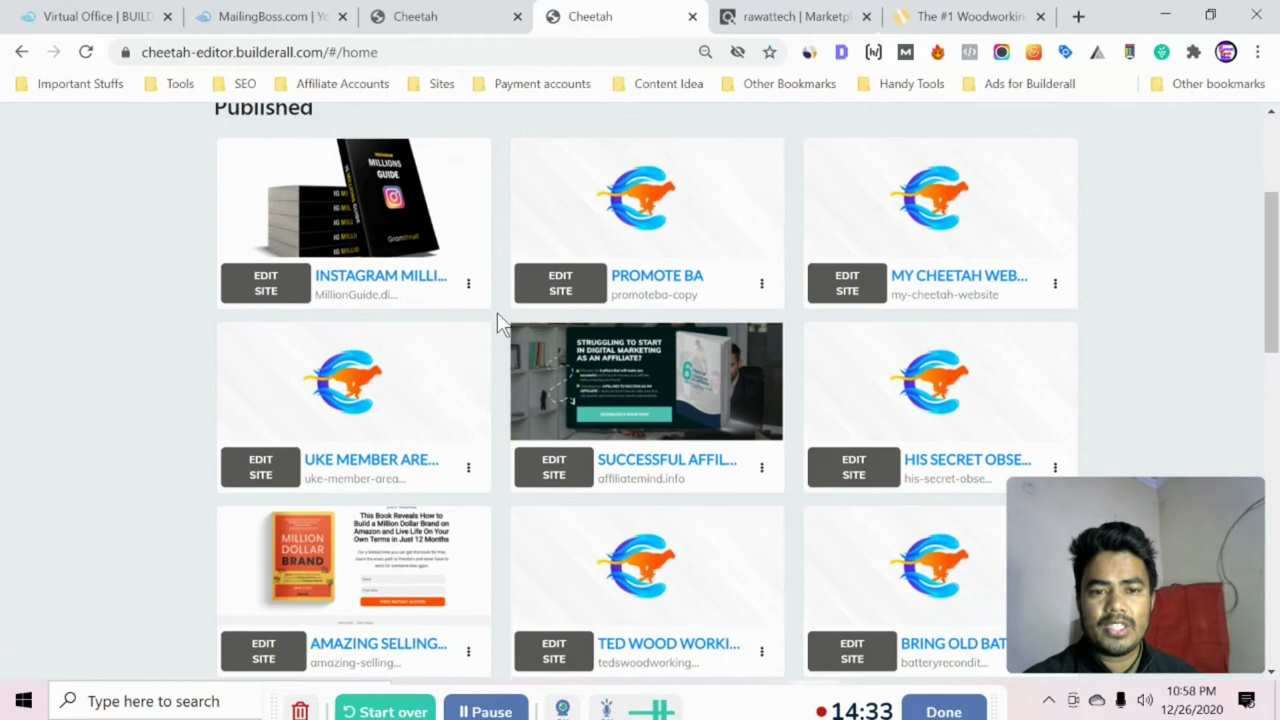 Virtual Office | BUILD
MailingBoss.com | Yo
Cheetah
Cheetah
rawattech | Marketpl
The #1 Woodworkin
cheetah-editor.builderall.com/#/home
Important Stuffs
Tools
SEO
Affiliate Accounts
Sites
Payment accounts
Content Idea
Other Bookmarks
Handy Tools
Ads for Builderall
Other bookmarks
Published
MILLIONS
GUIDE
EDIT
SITE
INSTAGRAM MILLI...
MillionGuide.di...
EDIT
SITE
PROMOTE BA
promoteba-copy
EDIT
SITE
MY CHEETAH WEB...
my-cheetah-website
STRUGGLING TO START
IN DIGITAL MARKETING
AS AN AFFILIATE?
EDIT
SITE
UKE MEMBER ARE...
uke-member-area...
EDIT
SITE
SUCCESSFUL AFFIL...
affiliatemind.info
EDIT
SITE
HIS SECRET OBSE...
his-secret-obse...
MILLION
DOLLAR
BRAND
This Book Reveals How to
Build a Million Dollar Brand on
Amazon and Live Life On Your
Own Terms in Just 12 Months
EDIT
SITE
AMAZING SELLING...
amazing-selling...
EDIT
SITE
TED WOOD WORKI...
tedswoodworking...
EDIT
SITE
BRING OLD BAT
batteryrecondit...
Type here to search
Start over
Pause
14:33
Done
10:58 PM
12/26/2020